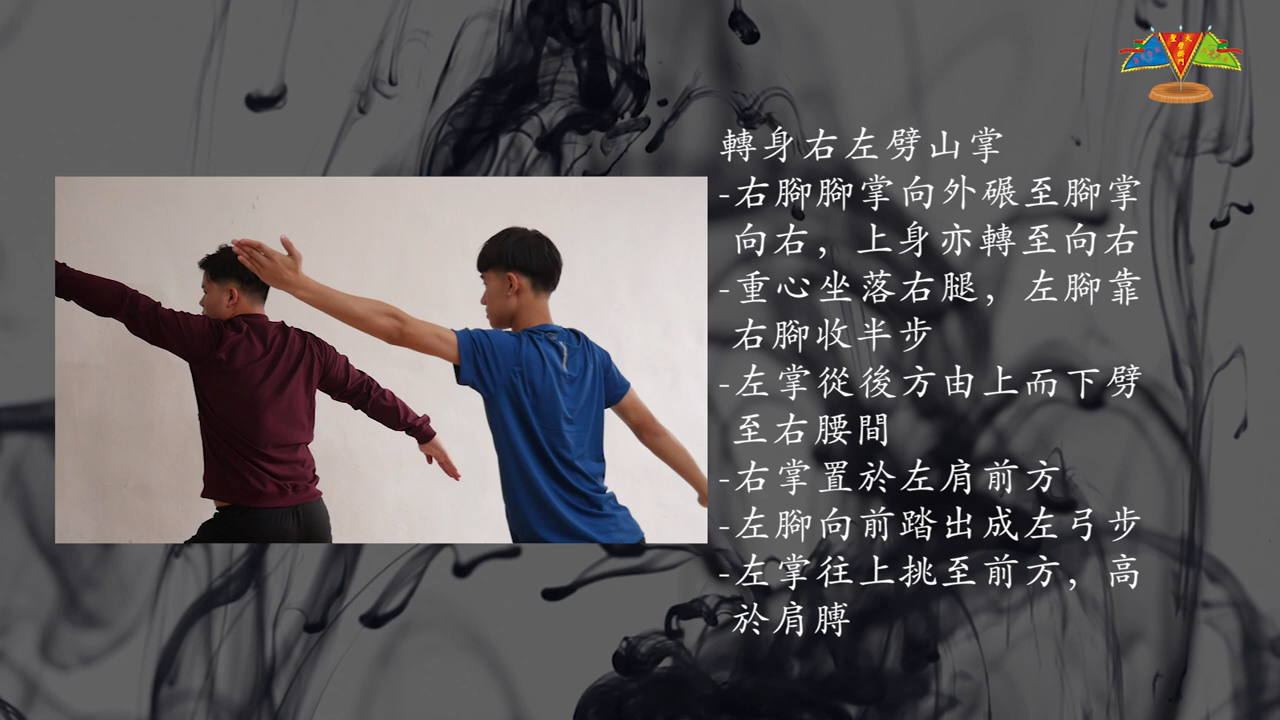 轉身右左劈山掌
-右腳腳掌向外碾至腳掌
向右，上身亦轉至向右
-重心坐落右腿，左腳靠
右腳收半步
-左掌從後方由上而下劈
至右腰間
-右掌置於左肩前方
-左腳向前踏出成左弓步
-左掌往上挑至前方，高
於肩膊